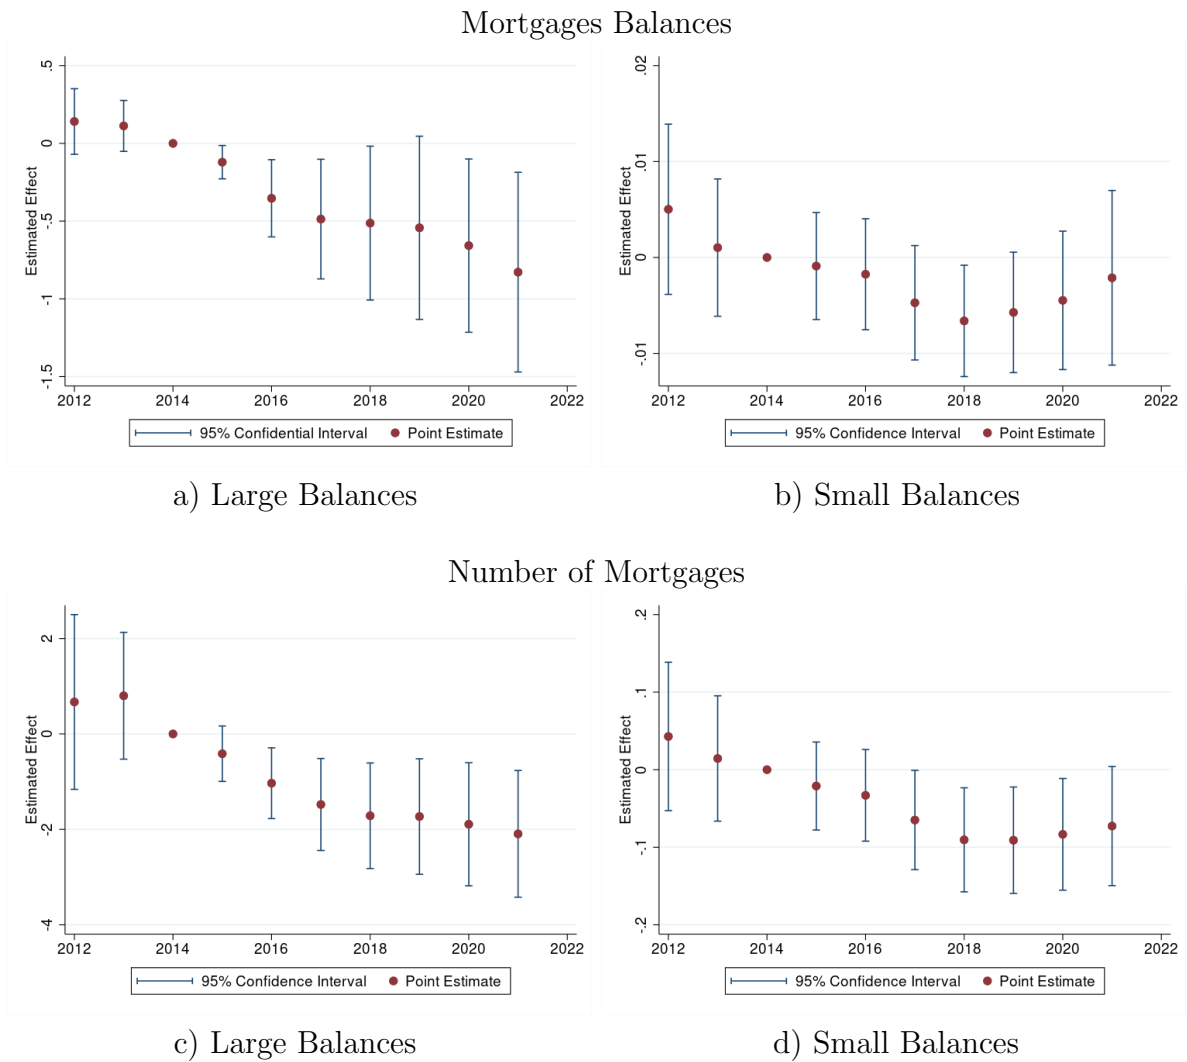 Mortgages Balances
Estimated Effect
.5
0
-.5
-1
-1.5
2012 2014 2016 2018 2020 2022
95% Confidential Interval Point Estimate
a) Large Balances
Estimated Effect
.02
.01
0
-.01
2012 2014 2016 2018 2020 2022
95% Confidence Interval Point Estimate
b) Small Balances
Number of Mortgages
Estimated Effect
2
0
-2
-4
2012 2014 2016 2018 2020 2022
95% Confidence Interval Point Estimate
c) Large Balances
Estimated Effect
.2
.1
0
-.1
-.2
2012 2014 2016 2018 2020 2022
95% Confidence Interval Point Estimate
d) Small Balances